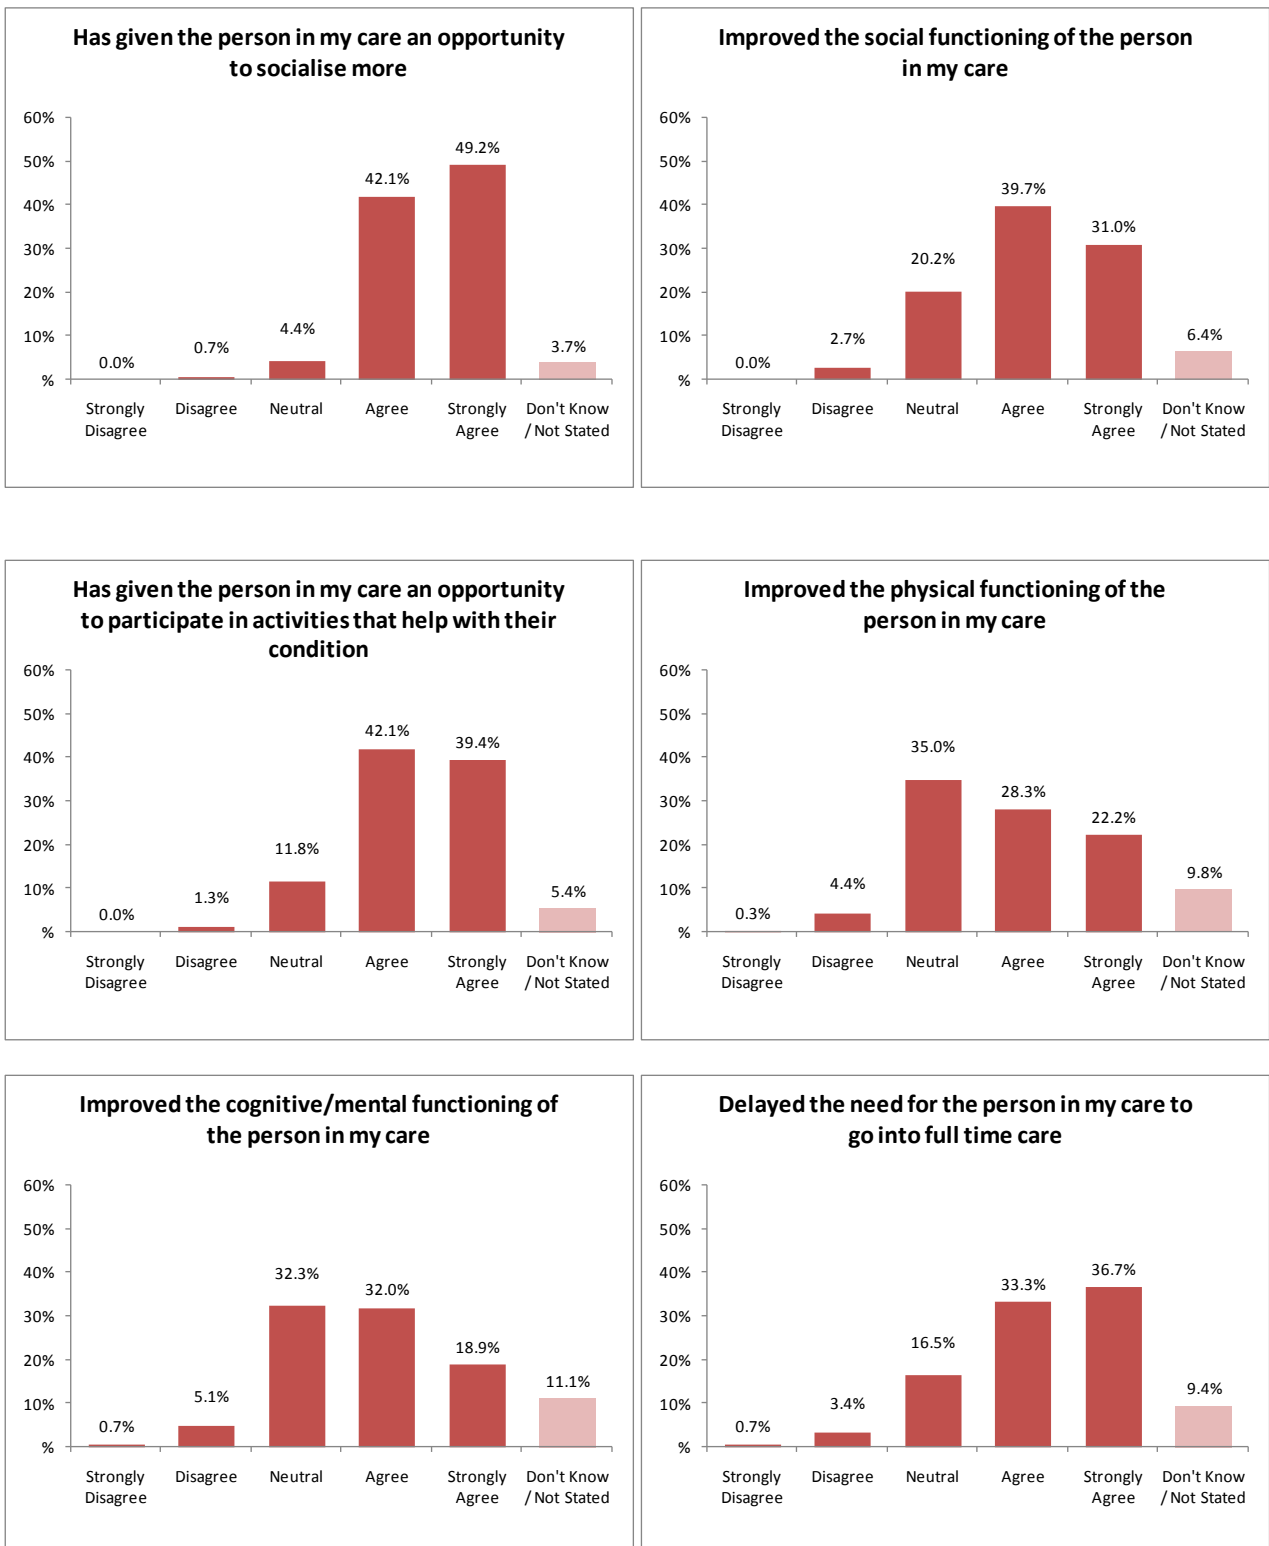 Has given the person in my care an opportunity
to socialise more
60%
50%
40%
30%
20%
10%
%
0.0%
0.7%
4.4%
42.1%
49.2%
3.7%
Strongly
Disagree
Disagree
Neutral
Agree
Strongly
Agree
Don't Know
/ Not Stated
Improved the social functioning of the person
in my care
60%
50%
40%
30%
20%
10%
%
0.0%
2.7%
20.2%
39.7%
31.0%
6.4%
Strongly
Disagree
Disagree
Neutral
Agree
Strongly
Agree
Don't Know
/ Not Stated
Has given the person in my care an opportunity
to participate in activities that help with their
condition
60%
50%
40%
30%
20%
10%
%
0.0%
1.3%
11.8%
42.1%
39.4%
5.4%
Strongly
Disagree
Disagree
Neutral
Agree
Strongly
Agree
Don't Know
/ Not Stated
Improved the physical functioning of the
person in my care
60%
50%
40%
30%
20%
10%
%
0.3%
4.4%
35.0%
28.3%
22.2%
9.8%
Strongly
Disagree
Disagree
Neutral
Agree
Strongly
Agree
Don't Know
/ Not Stated
Improved the cognitive/mental functioning of
the person in my care
60%
50%
40%
30%
20%
10%
%
0.7%
5.1%
32.3%
32.0%
18.9%
11.1%
Strongly
Disagree
Disagree
Neutral
Agree
Strongly
Agree
Don't Know
/ Not Stated
Delayed the need for the person in my care to
go into full time care
60%
50%
40%
30%
20%
10%
%
0.7%
3.4%
16.5%
33.3%
36.7%
9.4%
Strongly
Disagree
Disagree
Neutral
Agree
Strongly
Agree
Don't Know
/ Not Stated